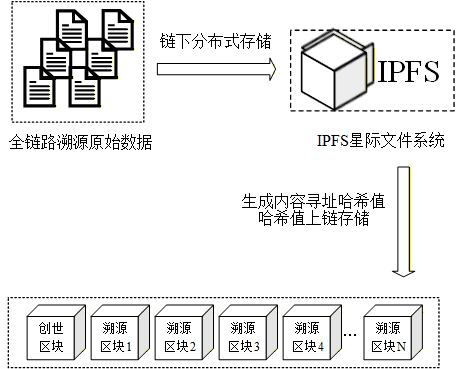 链下分布式存储
IPFS
全链路溯源原始数据
IPFS星际文件系统
生成内容寻址哈希值
哈希值上链存储
创世
区块
溯源
区块1
溯源
区块2
溯源
区块3
溯源
区块4
...
溯源
区块N